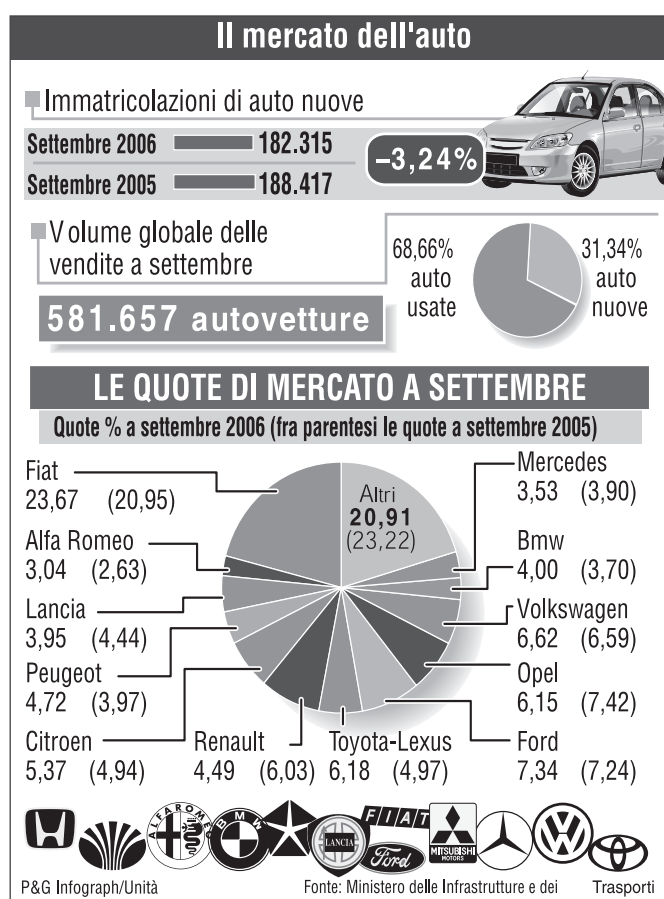 Il mercato dell'auto
Immatricolazioni di auto nuove
Settembre 2006 182.315
Settembre 2005 188.417
–3,24%
Volume globale delle
vendite a settembre
581.657 autovetture
68,66%
auto
usate
31,34%
auto
nuove
LE QUOTE DI MERCATO A SETTEMBRE
Quote % a settembre 2006 (fra parentesi le quote a settembre 2005)
Fiat
23,67 (20,95)
Alfa Romeo
3,04 (2,63)
Lancia
3,95 (4,44)
Peugeot
4,72 (3,97)
Citroen
5,37 (4,94)
Renault
4,49 (6,03)
Toyota-Lexus
6,18 (4,97)
Altri
20,91
(23,22)
Mercedes
3,53 (3,90)
Bmw
4,00 (3,70)
Volkswagen
6,62 (6,59)
Opel
6,15 (7,42)
Ford
7,34 (7,24)
ALFA ROMEO
BMW
LANCIA
FIAT
Ford
MITSUBISHI
MOTORS
P&G Infograph/Unità
Fonte: Ministero delle Infrastrutture e dei Trasporti